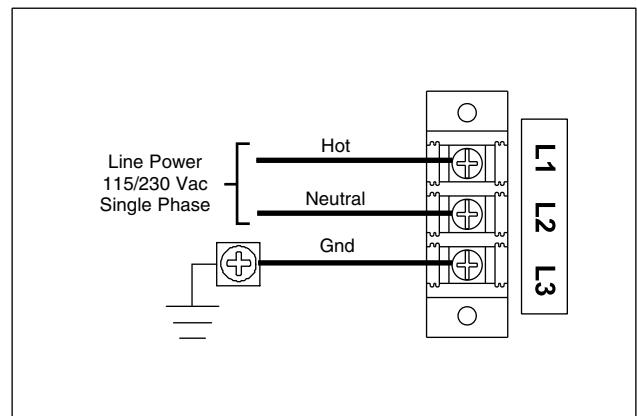 Hot
Line Power
115/230 Vac
Single Phase
Neutral
Gnd
L1
L2
L3